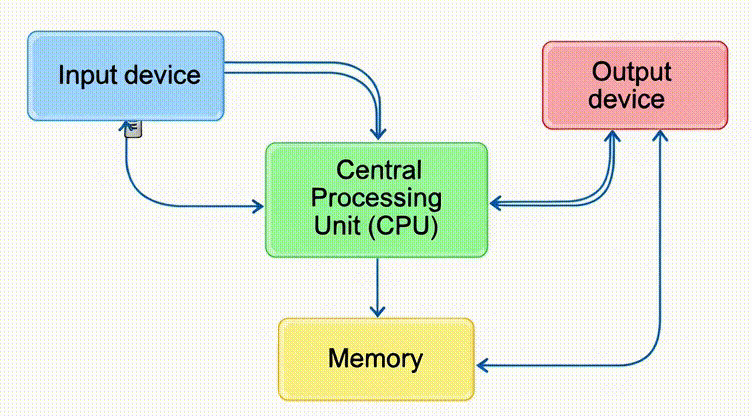 Input device
Output
device
Central
Processing
Unit (CPU)
Memory